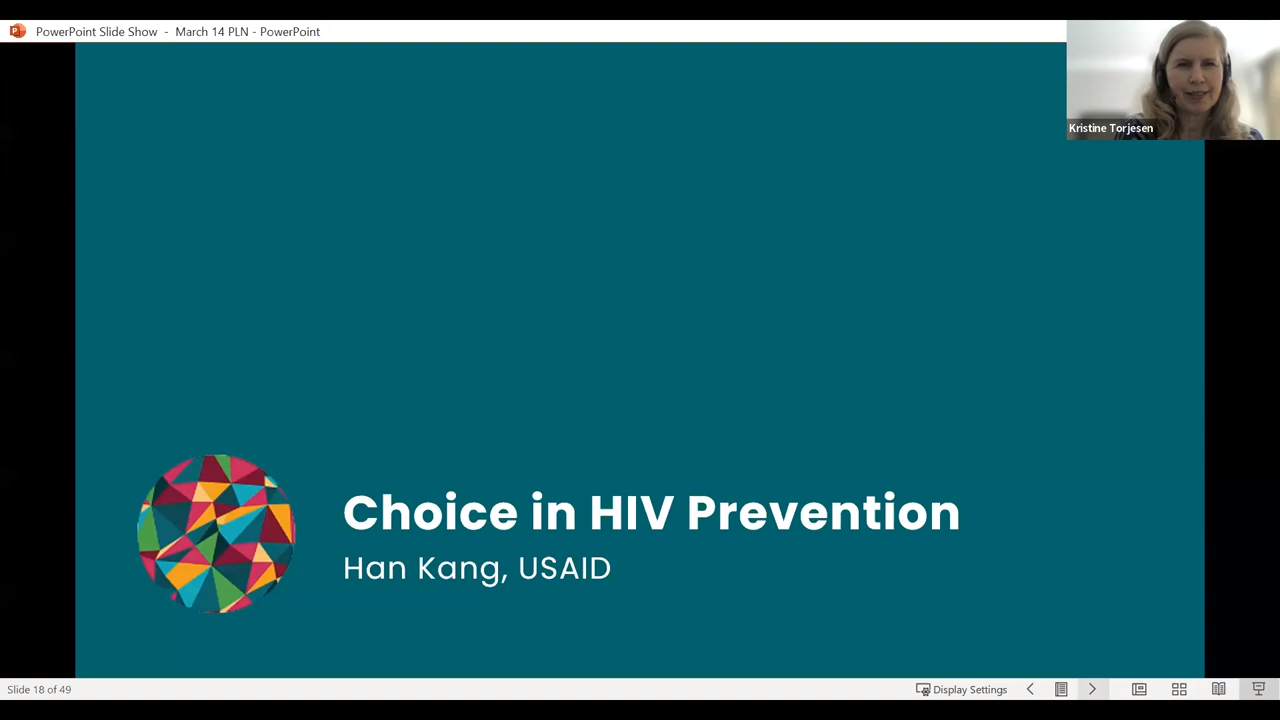 PowerPoint Slide Show - March 14 PLN - PowerPoint
Kristine Torjesen
Choice in HIV Prevention
Han Kang, USAID
Slide 18 of 49
Display Settings